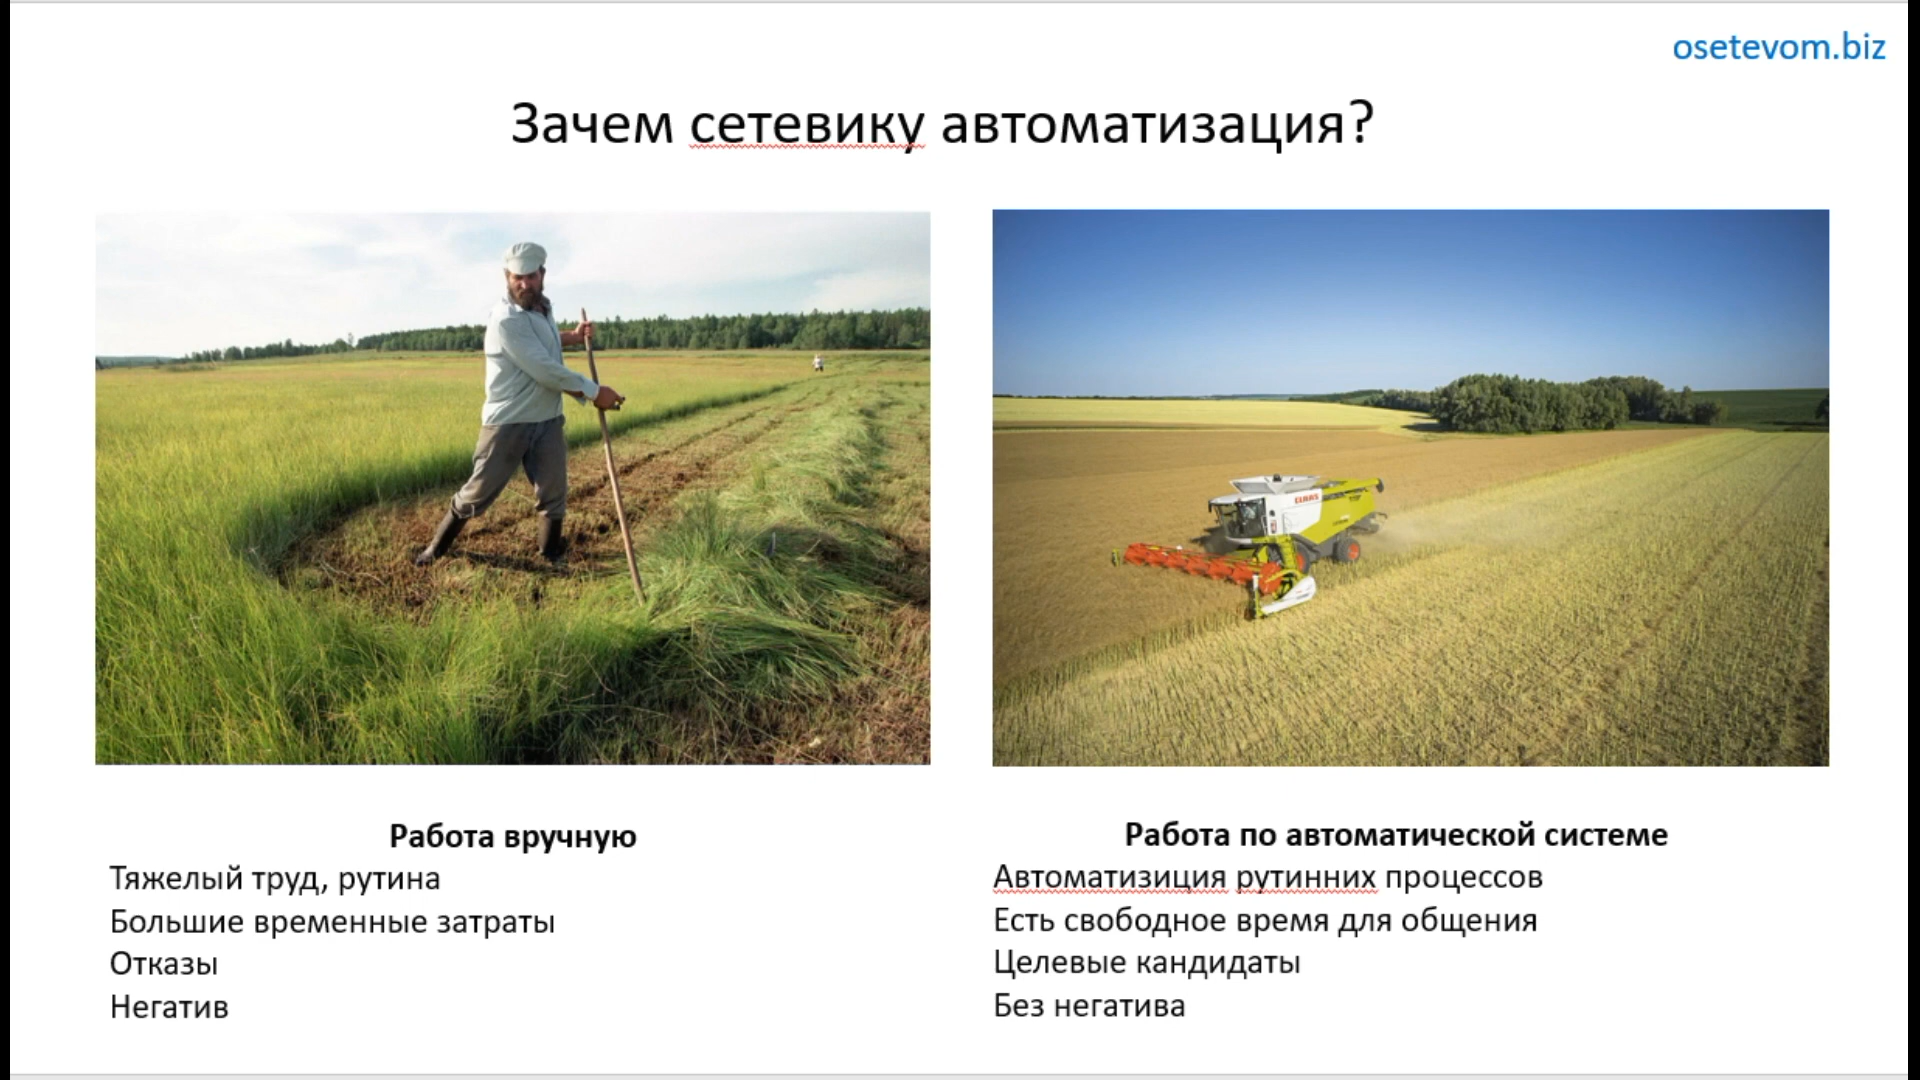 osetevom.biz
Зачем сетевику автоматизация?
CLAAS
Работа вручную
Тяжелый труд, рутина
Большие временные затраты
Отказы
Негатив
Работа по автоматической системе
Автоматизиция рутинних процессов
Есть свободное время для общения
Целевые кандидаты
Без негатива